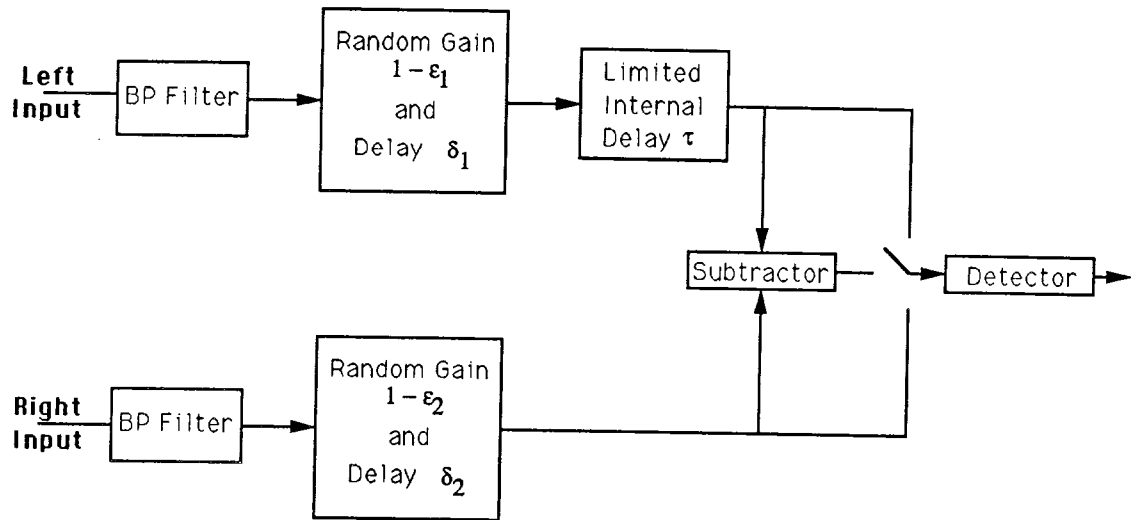 Left
Input
BP Filter
Random Gain
1 – ε₁
and
Delay δ₁
Limited
Internal
Delay τ
Subtractor
Detector
Right
Input
BP Filter
Random Gain
1 – ε₂
and
Delay δ₂